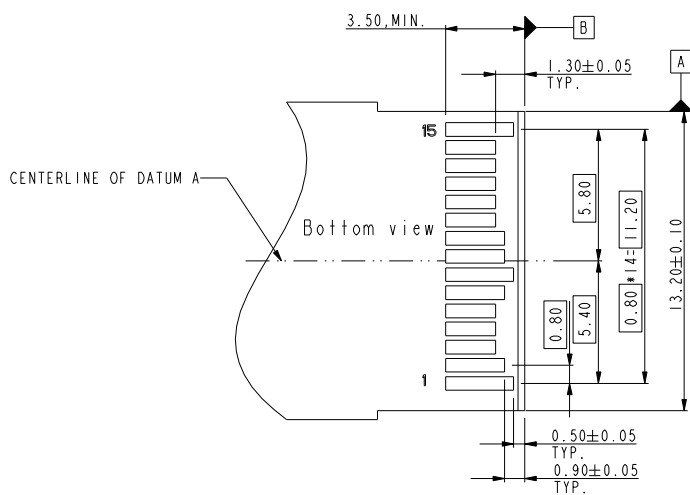 3.50,MIN.
B
1.30±0.05
TYP.
A
15
CENTERLINE OF DATUM A
Bottom view
5.80
0.80 *14= 11.20
13.20±0.10
0.80
5.40
1
0.50±0.05
TYP.
0.90±0.05
TYP.